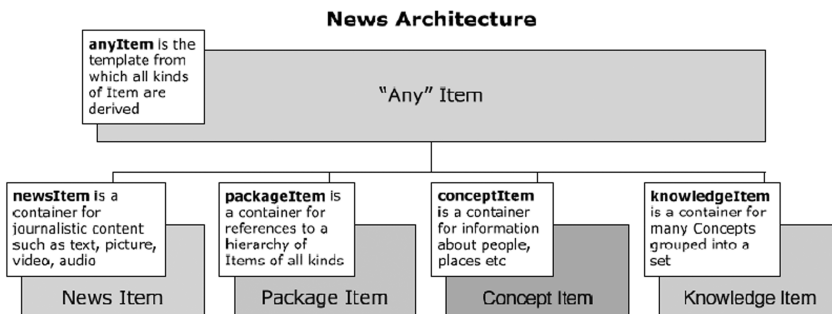 News Architecture
anyItem is the
template from
which all kinds
of Item are
derived
“Any” Item
newsItem is a
container for
journalistic content
such as text, picture,
video, audio
News Item
packageItem is
a container for
references to a
hierarchy of
Items of all kinds
Package Item
conceptItem
is a container
for information
about people,
places etc
Concept Item
knowledgeItem
is a container for
many Concepts
grouped into a
set
Knowledge Item